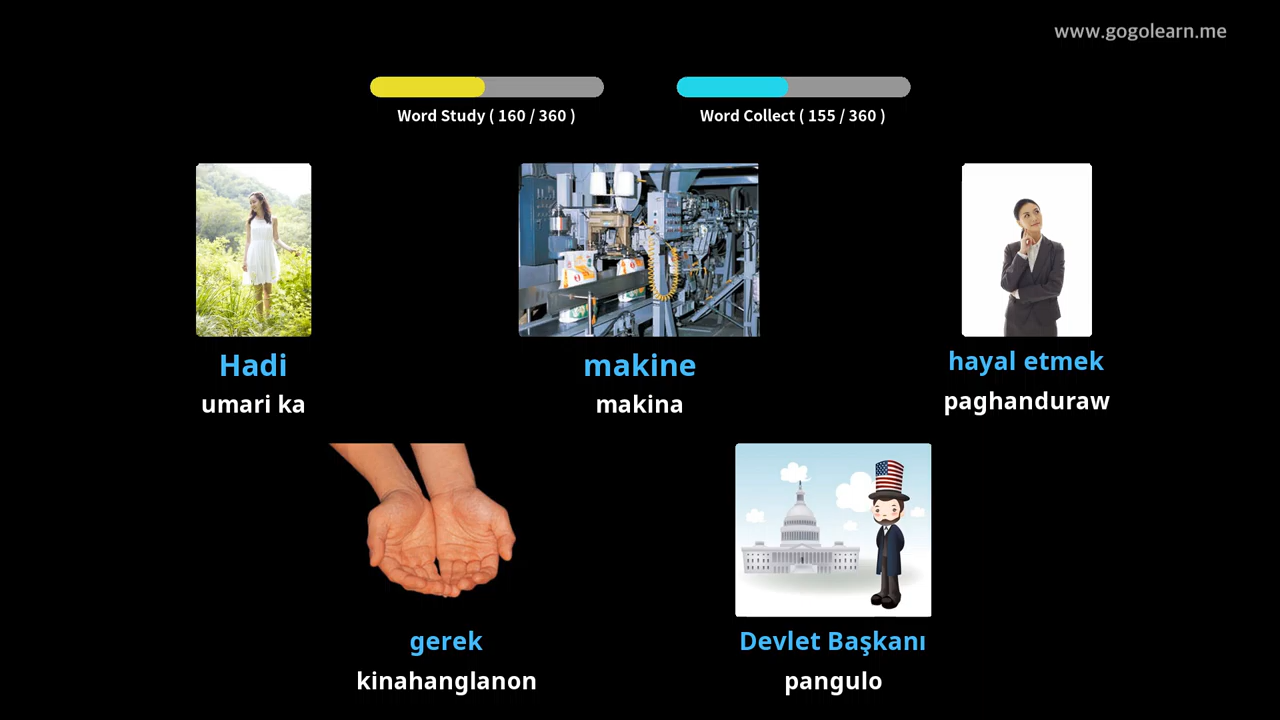 www.gogolearn.me
Word Study ( 160 / 360 )
Word Collect ( 155 / 360 )
Hadi
umari ka
makine
makina
hayal etmek
paghanduraw
gerek
kinahanglanon
Devlet Başkanı
pangulo